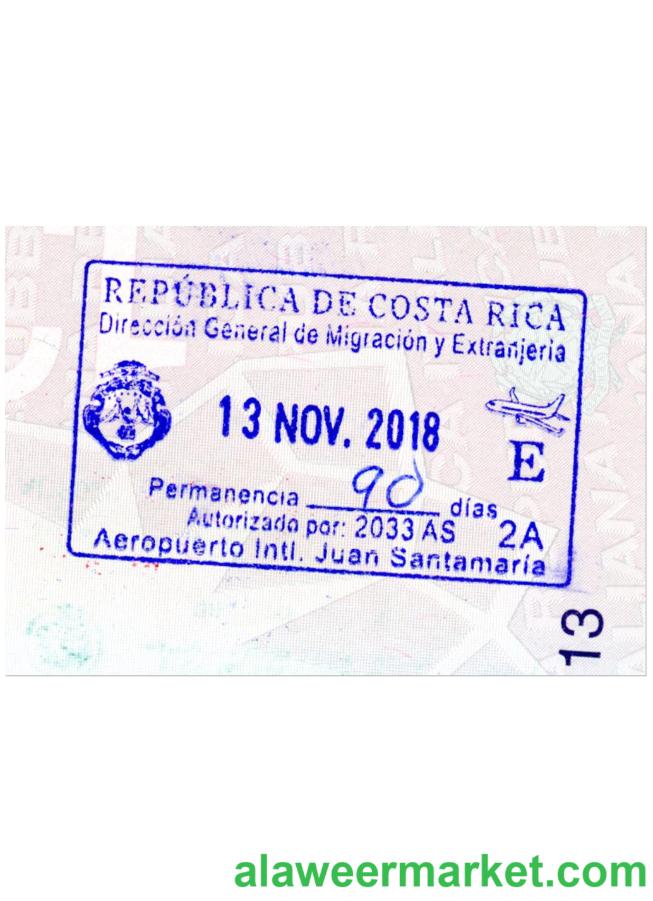 REPÚBLICA DE COSTA RICA
Dirección General de Migración y Extranjería
13 NOV. 2018
E
Permanencia 90 días
Autorizado por: 2033 AS 2A
Aeropuerto Intl. Juan Santamaría
13
alaweermarket.com